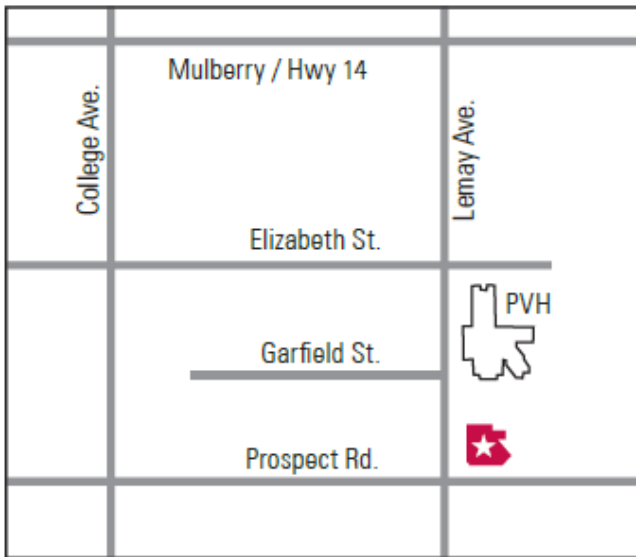 Mulberry / Hwy 14
College Ave.
Lemay Ave.
Elizabeth St.
PVH
Garfield St.
Prospect Rd.